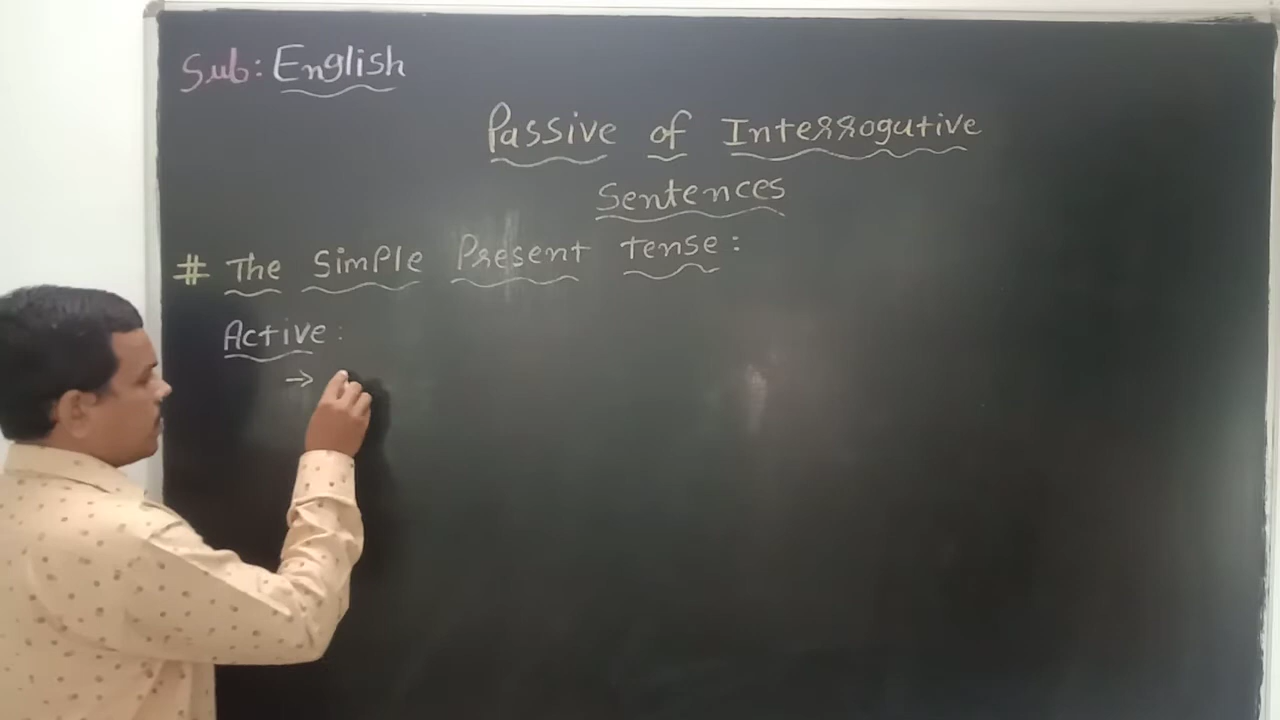 Sub: English
Passive of Interrogative
Sentences
# The Simple Present tense:
Active:
→